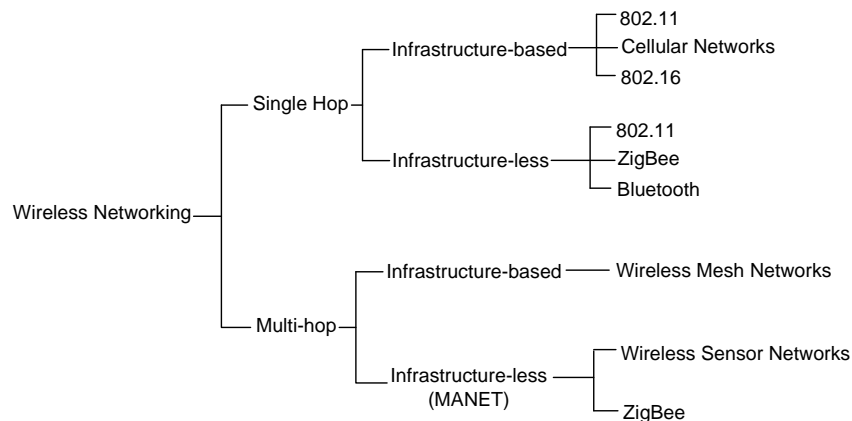 802.11
Infrastructure-based
Cellular Networks
802.16
Single Hop
802.11
Infrastructure-less
ZigBee
Bluetooth
Wireless Networking
Infrastructure-based
Wireless Mesh Networks
Multi-hop
Wireless Sensor Networks
Infrastructure-less
(MANET)
ZigBee